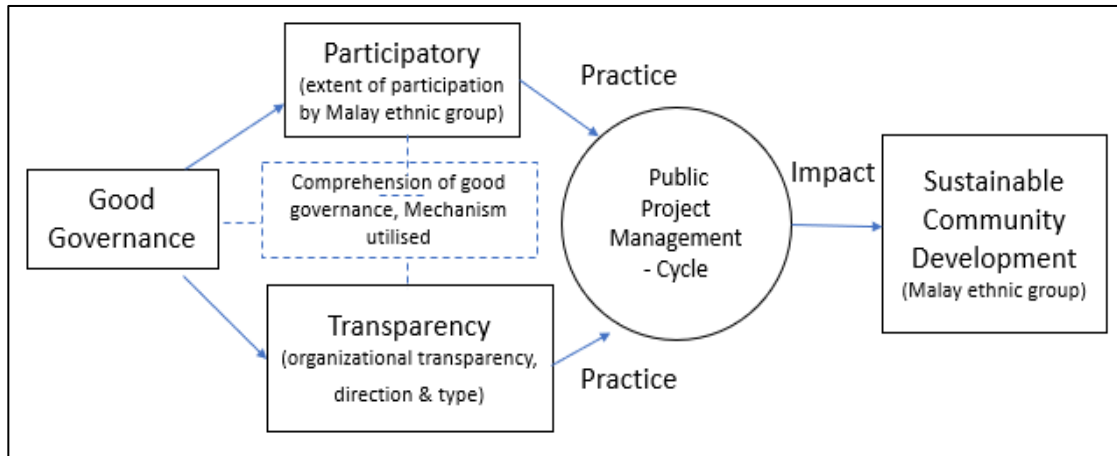 Participatory
(extent of participation
by Malay ethnic group)
Practice
Good
Governance
Comprehension of good
governance, Mechanism
utilised
Public
Project
Management
- Cycle
Impact
Sustainable
Community
Development
(Malay ethnic group)
Transparency
(organizational transparency,
direction & type)
Practice